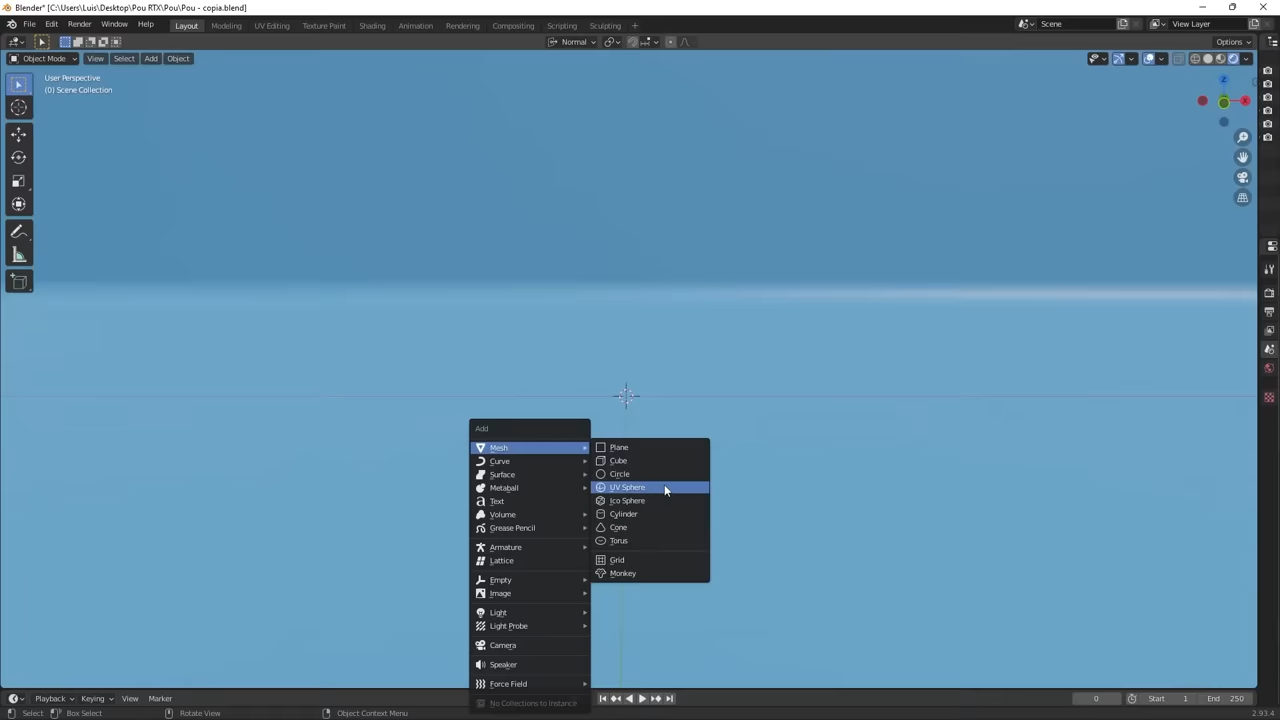 Blender* [C:\Users\Luis\Desktop\Pou RTX\Pou\Pou - copia.blend]
File Edit Render Window Help Layout Modeling UV Editing Texture Paint Shading Animation Rendering Compositing Scripting Sculpting + Scene View Layer
Normal Options
Object Mode View Select Add Object
User Perspective
(0) Scene Collection
Z
X
Add
Mesh
Curve
Surface
Metaball
Text
Volume
Grease Pencil
Armature
Lattice
Empty
Image
Light
Light Probe
Camera
Speaker
Force Field
No Collections to Instance
Plane
Cube
Circle
UV Sphere
Ico Sphere
Cylinder
Cone
Torus
Grid
Monkey
Playback Keying View Marker 0 Start 1 End 250
Select Box Select Rotate View Object Context Menu 2.93.4